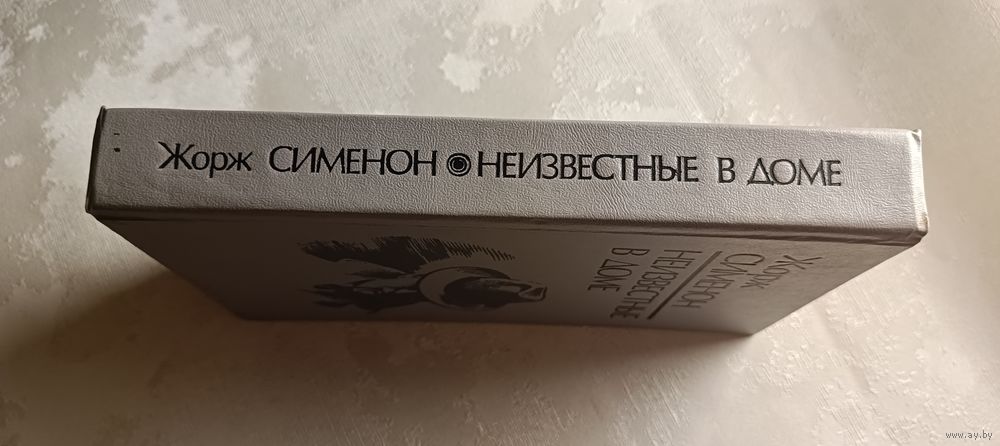 Жорж СИМЕНОН НЕИЗВЕСТНЫЕ В ДОМЕ
Жорж
СИМЕНОН
НЕИЗВЕСТНЫЕ
В ДОМЕ
www.ay.by